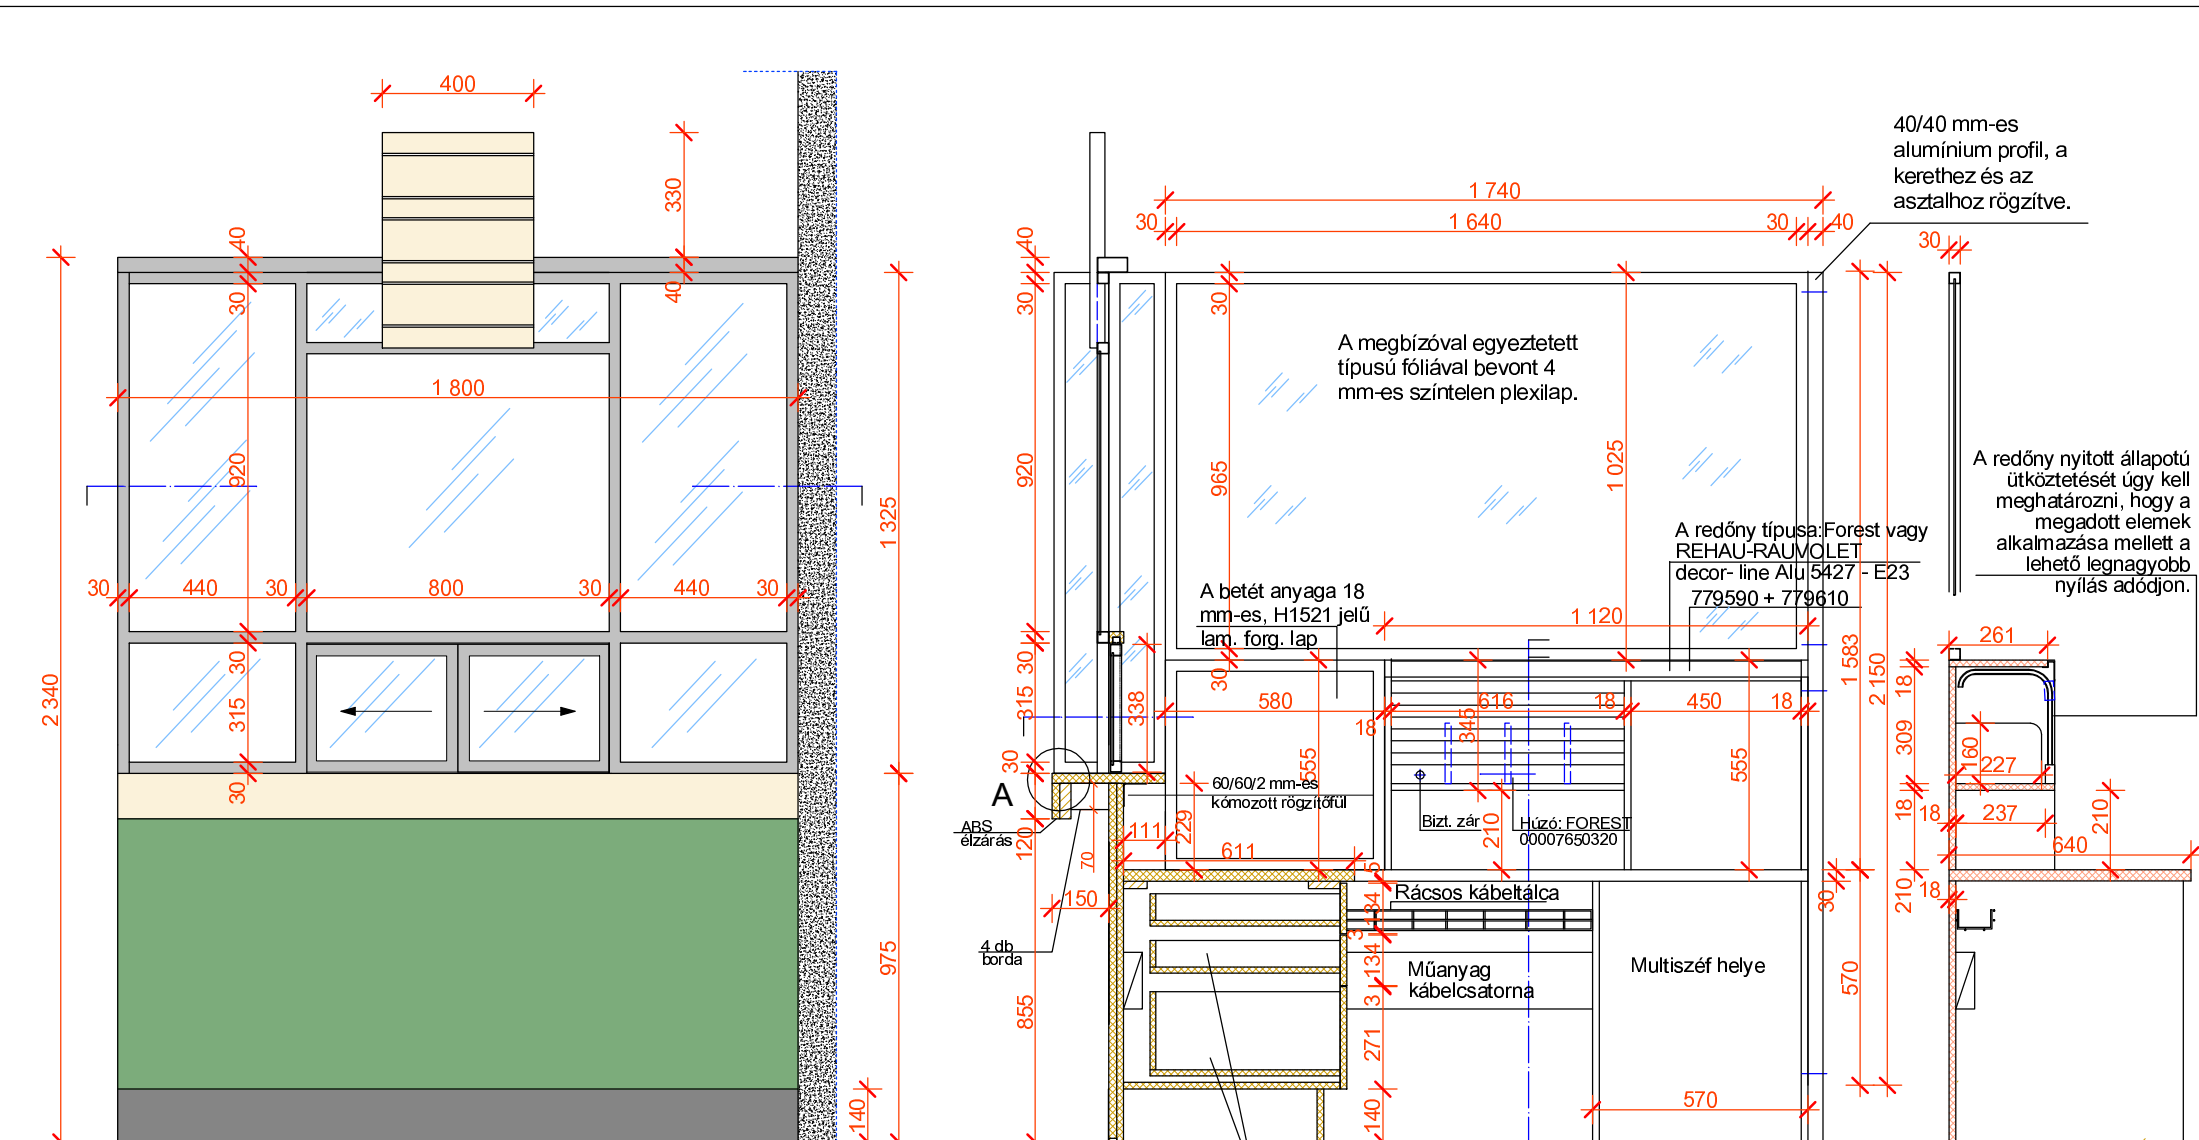 400
330
40
40
30
1 800
920
2 340
1 325
30
440
30
800
30
440
30
30
315
30
975
140
40/40 mm-es
alumínium profil, a
kerethez és az
asztalhoz rögzítve.
1 740
30
1 640
30
40
30
40
30
30
A megbízóval egyeztetett
típusú fóliával bevont 4
mm-es színtelen plexilap.
920
965
1 025
A redőny nyitott állapotú
ütköztetését úgy kell
meghatározni, hogy a
megadott elemek
alkalmazása mellett a
lehető legnagyobb
nyílás adódjon.
A redőny típusa:Forest vagy
REHAU-RAUVOLET
decor- line Alu 5427 - E23
779590 + 779610
A betét anyaga 18
mm-es, H1521 jelű
lam. forg. lap
1 120
1 583
2 150
261
30
30
315
338
580
18
345
616
18
450
18
18
309
160
227
30
555
555
60/60/2 mm-es
kómozott rögzítőfül
A
ABS
élzárás
120
70
111
229
611
Bizt. zár
210
Húzó: FOREST
00007650320
18
18
237
210
640
150
5
134
Rácsos kábeltálca
30
210
18
4 db
borda
3
134
Műanyag
kábelcsatorna
Multiszéf helye
855
3
271
570
140
570